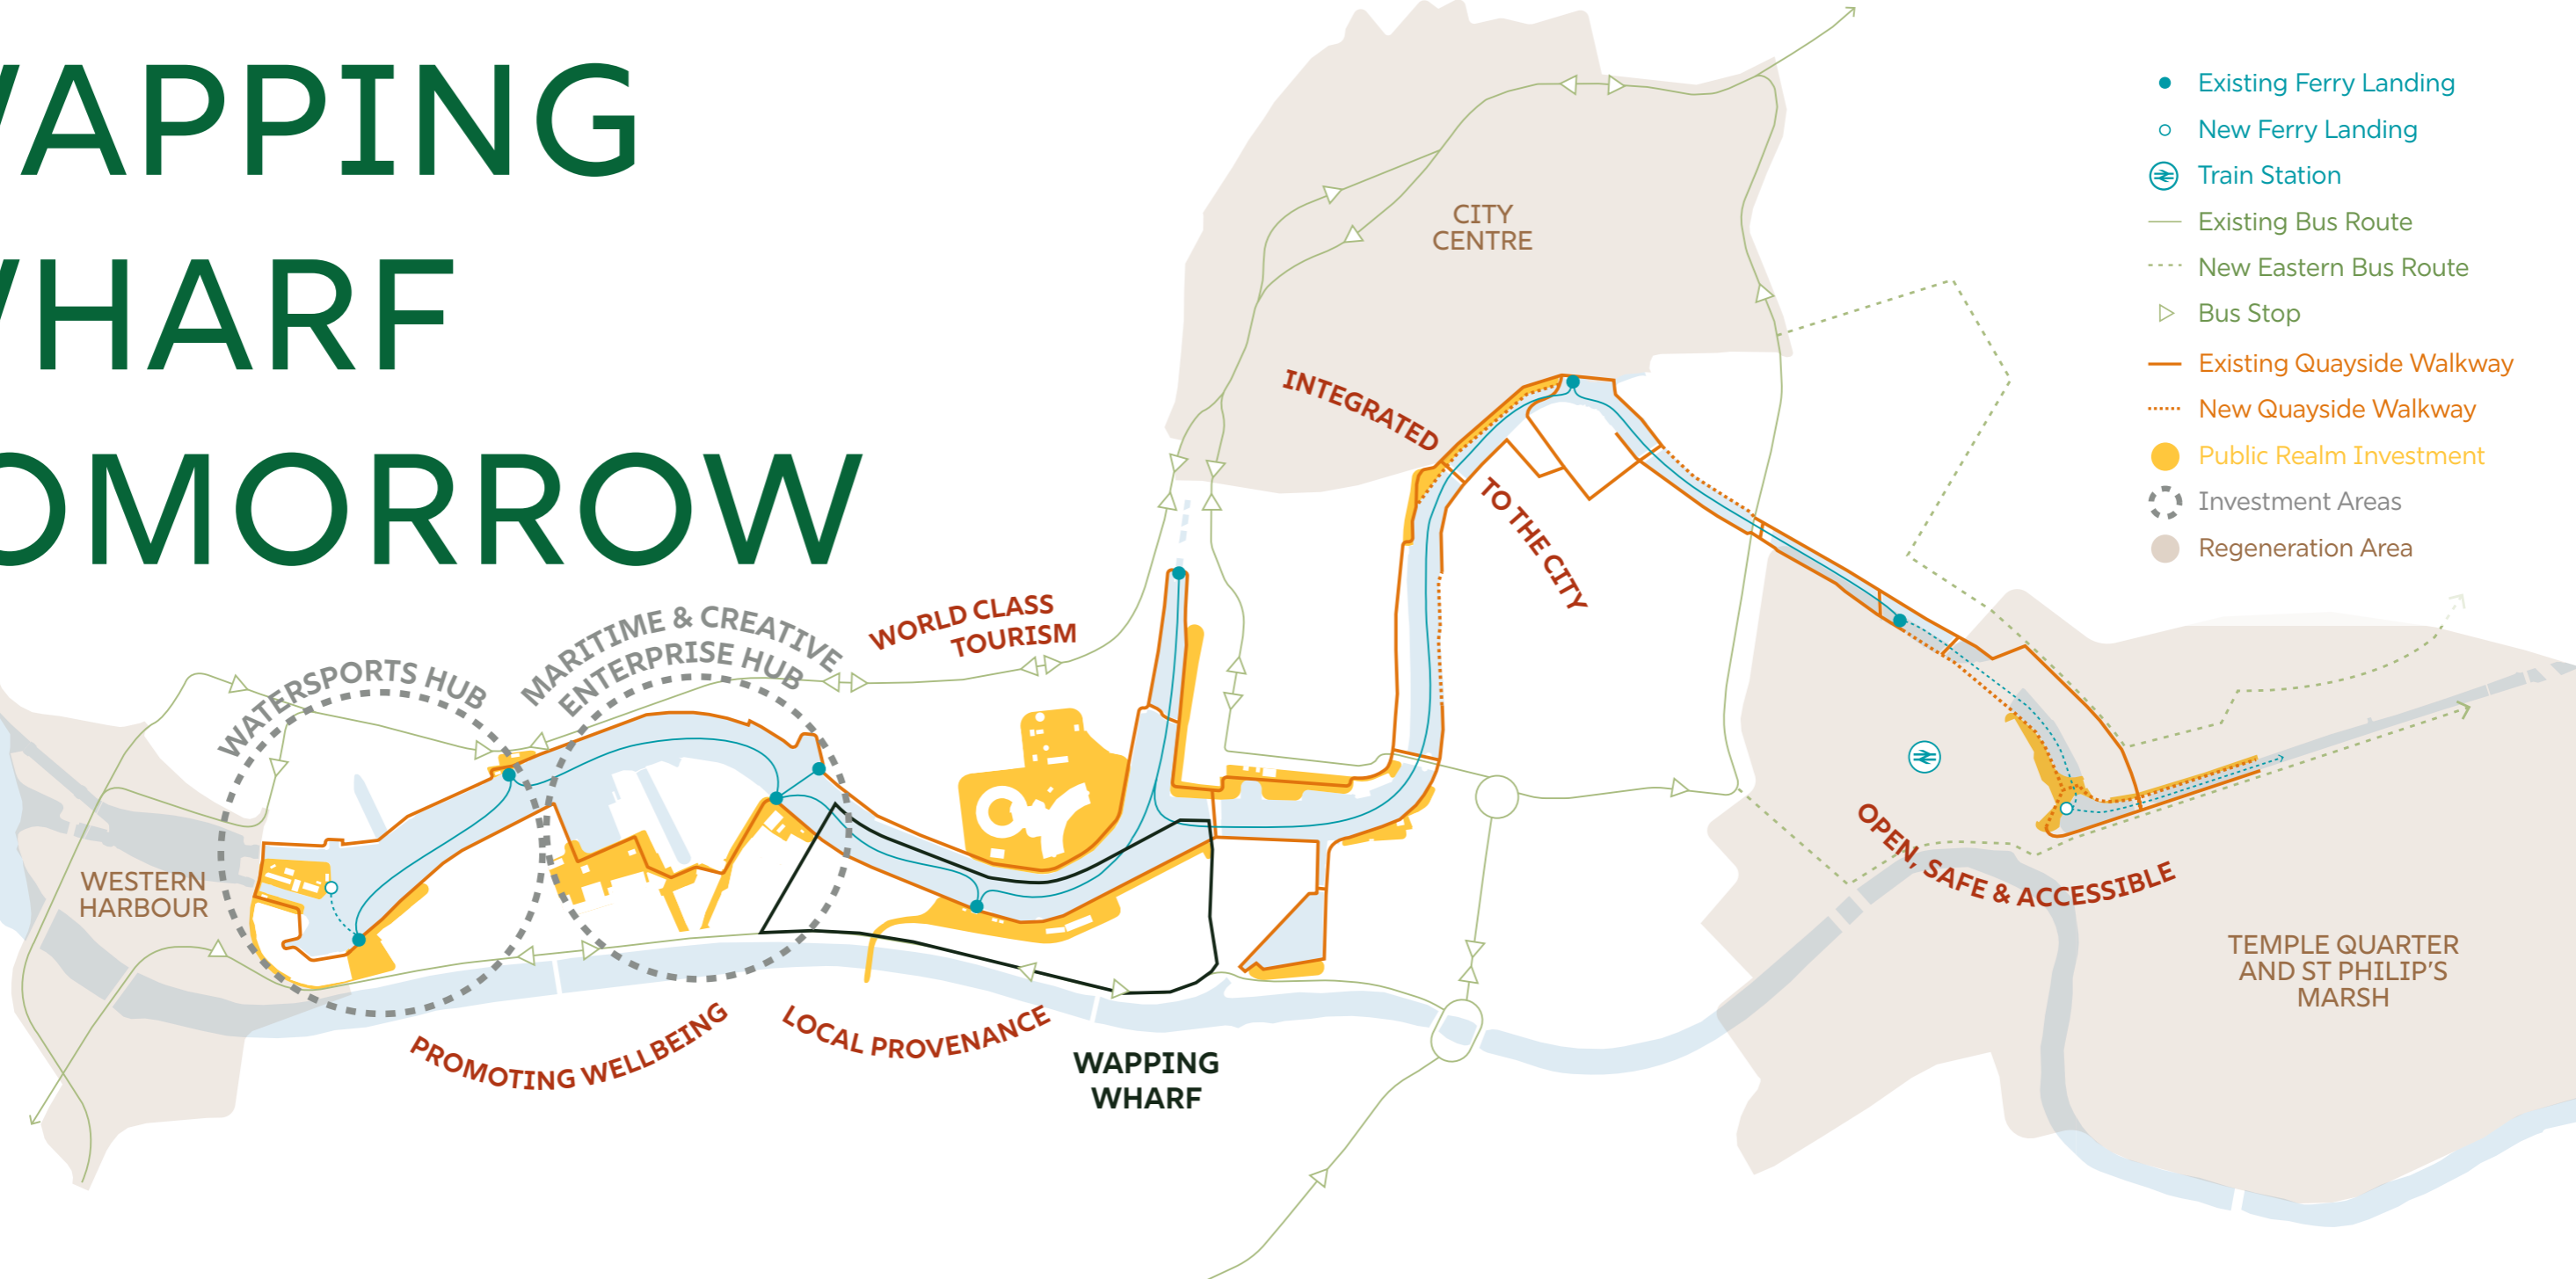 WAPPING
WHARF
TOMORROW
Existing Ferry Landing
New Ferry Landing
Train Station
Existing Bus Route
New Eastern Bus Route
Bus Stop
Existing Quayside Walkway
New Quayside Walkway
Public Realm Investment
Investment Areas
Regeneration Area
CITY
CENTRE
INTEGRATED
TO THE CITY
WORLD CLASS
TOURISM
MARITIME & CREATIVE
ENTERPRISE HUB
WATERSPORTS HUB
WESTERN
HARBOUR
PROMOTING WELLBEING
LOCAL PROVENANCE
WAPPING
WHARF
OPEN, SAFE & ACCESSIBLE
TEMPLE QUARTER
AND ST PHILIP'S
MARSH